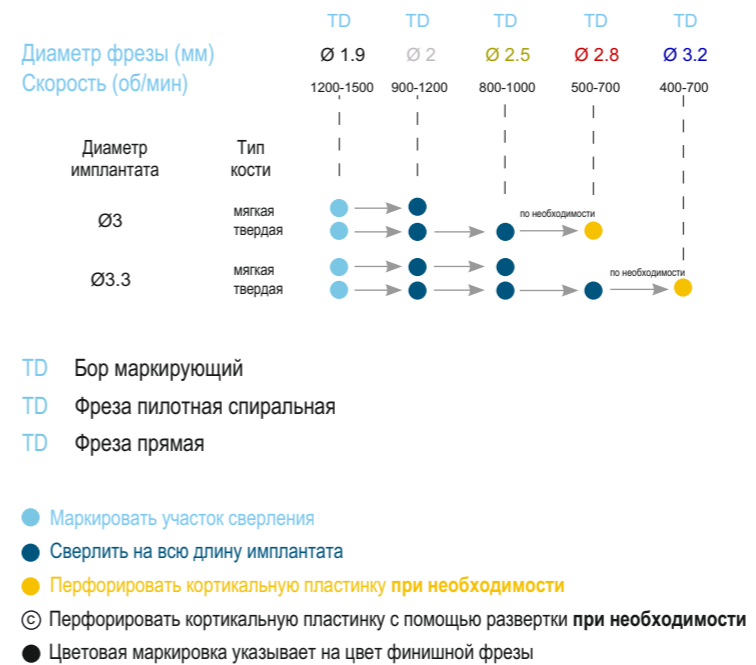 TD TD TD TD TD
Диаметр фрезы (мм) Ø 1.9 Ø 2 Ø 2.5 Ø 2.8 Ø 3.2
Скорость (об/мин) 1200-1500 900-1200 800-1000 500-700 400-700
Диаметр Тип
имплантата кости
мягкая по необходимости
Ø3
твердая
мягкая по необходимости
Ø3.3
твердая
TD Бор маркирующий
TD Фреза пилотная спиральная
TD Фреза прямая
Маркировать участок сверления
Сверлить на всю длину имплантата
Перфорировать кортикальную пластинку при необходимости
© Перфорировать кортикальную пластинку с помощью развертки при необходимости
Цветовая маркировка указывает на цвет финишной фрезы